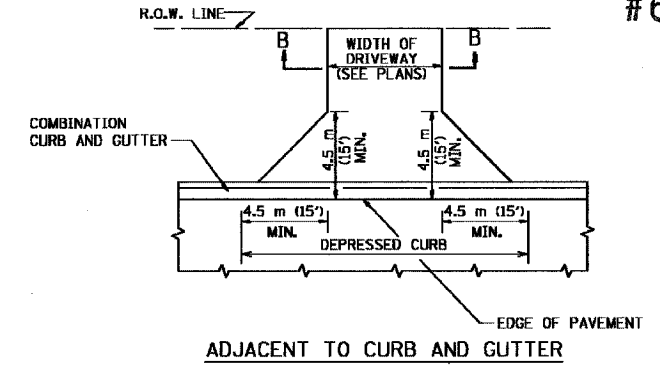 R.O.W. LINE
#6
B
WIDTH OF
DRIVEWAY
(SEE PLANS)
B
COMBINATION
CURB AND GUTTER
4.5 m
(15')
MIN.
4.5 m
(15')
MIN.
4.5 m (15')
MIN.
4.5 m (15')
MIN.
DEPRESSED CURB
EDGE OF PAVEMENT
ADJACENT TO CURB AND GUTTER